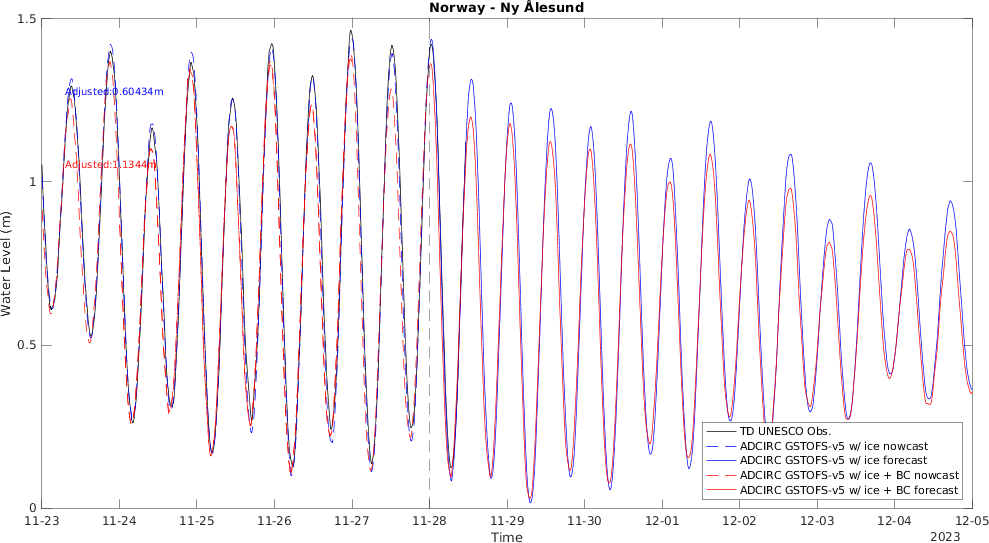 Norway - Ny Ålesund
1.5
1
0.5
0
Water Level (m)
Adjusted:0.60434m
Adjusted:1.1344m
TD UNESCO Obs.
ADCIRC GSTOFS-v5 w/ ice nowcast
ADCIRC GSTOFS-v5 w/ ice forecast
ADCIRC GSTOFS-v5 w/ ice + BC nowcast
ADCIRC GSTOFS-v5 w/ ice + BC forecast
11-23 11-24 11-25 11-26 11-27 11-28 11-29 11-30 12-01 12-02 12-03 12-04 12-05
Time
2023